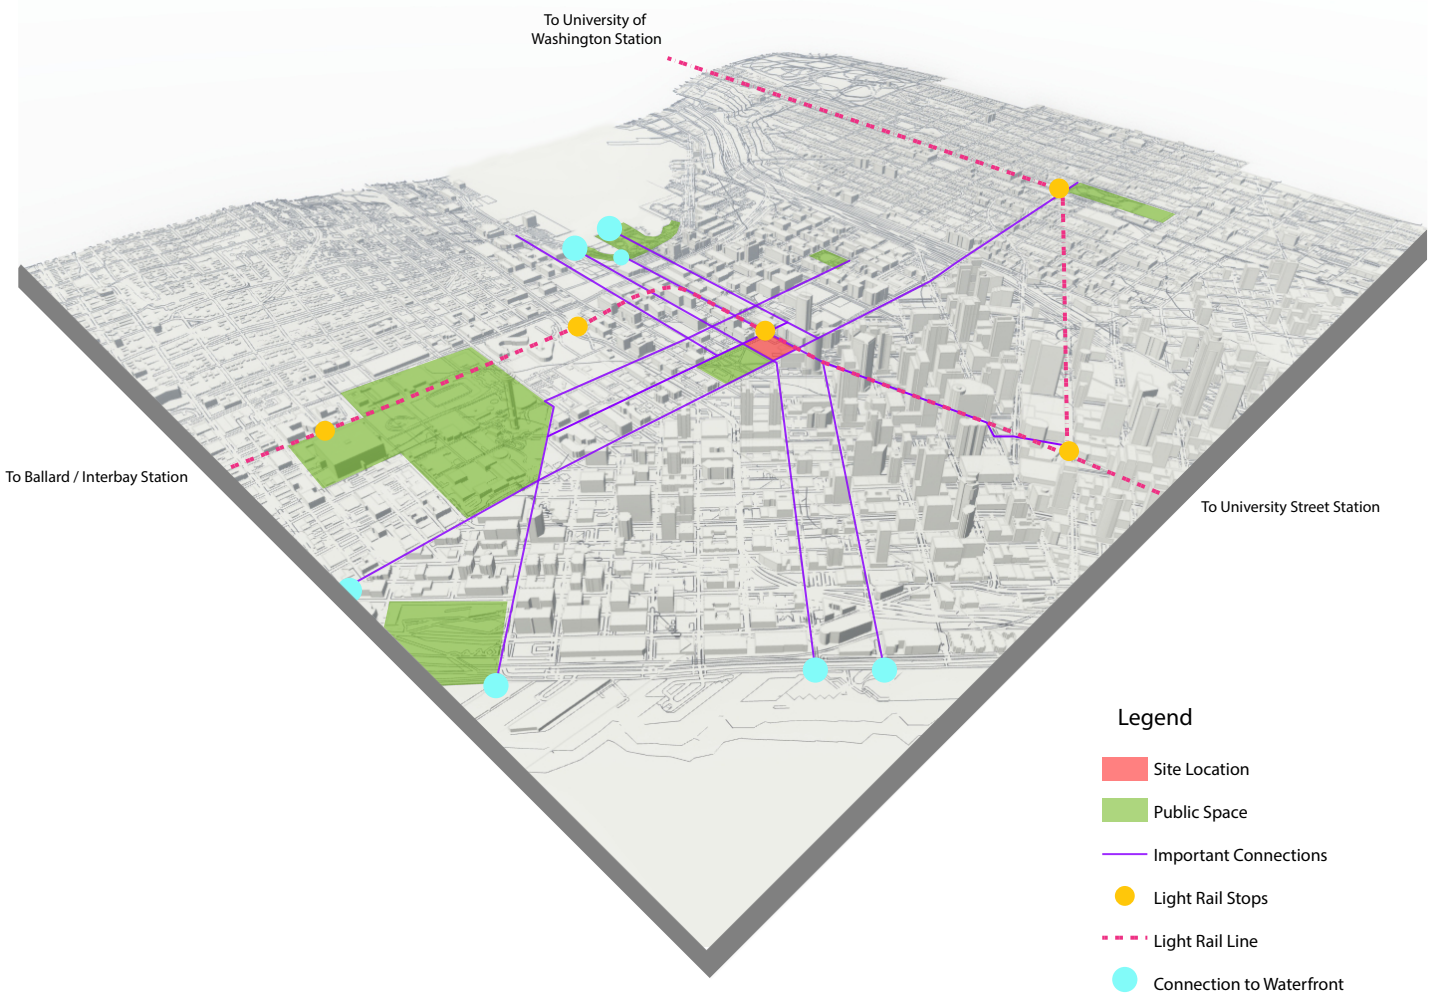 To University of
Washington Station
To Ballard / Interbay Station
To University Street Station
Legend
Site Location
Public Space
Important Connections
Light Rail Stops
Light Rail Line
Connection to Waterfront